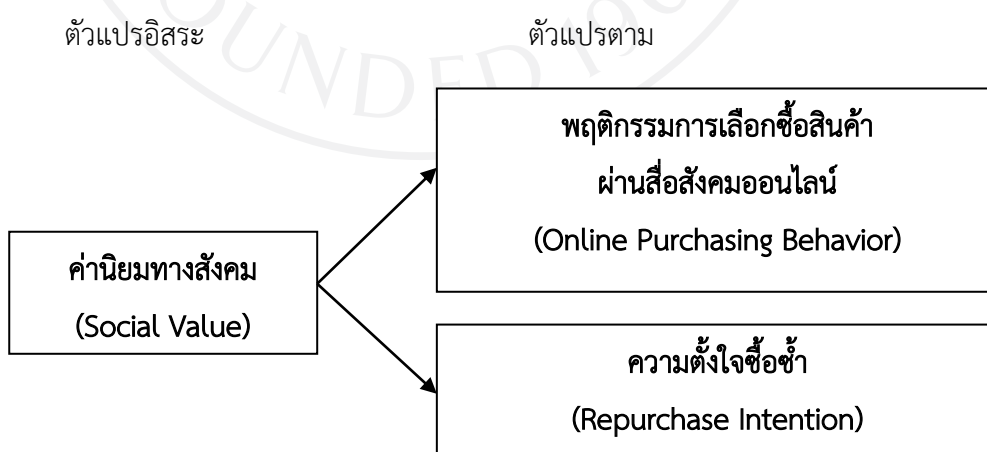 ตัวแปรอิสระ
ตัวแปรตาม
พฤติกรรมการเลือกซื้อสินค้า
ผ่านสื่อสังคมออนไลน์
(Online Purchasing Behavior)
ค่านิยมทางสังคม
(Social Value)
ความตั้งใจซื้อซ้ำ
(Repurchase Intention)